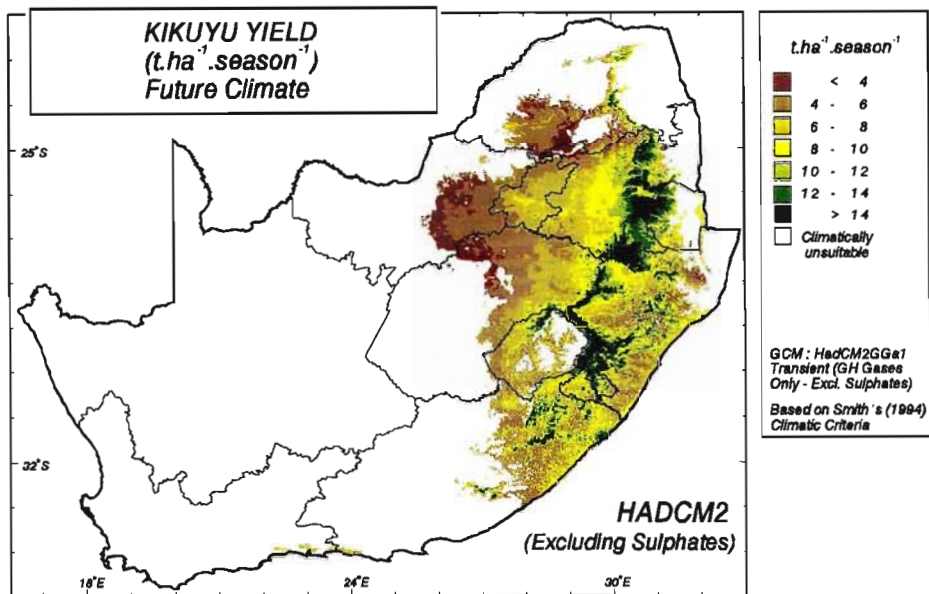 KIKUYU YIELD
(t.ha⁻¹.season⁻¹)
Future Climate
25°S
32°S
18°E
24°E
30°E
HADCM2
(Excluding Sulphates)
t.ha⁻¹.season⁻¹
< 4
4 - 6
6 - 8
8 - 10
10 - 12
12 - 14
> 14
Climatically
unsuitable
GCM : HadCM2GGa1
Transient (GH Gases
Only - Excl. Sulphates)
Based on Smith's (1994)
Climatic Criteria